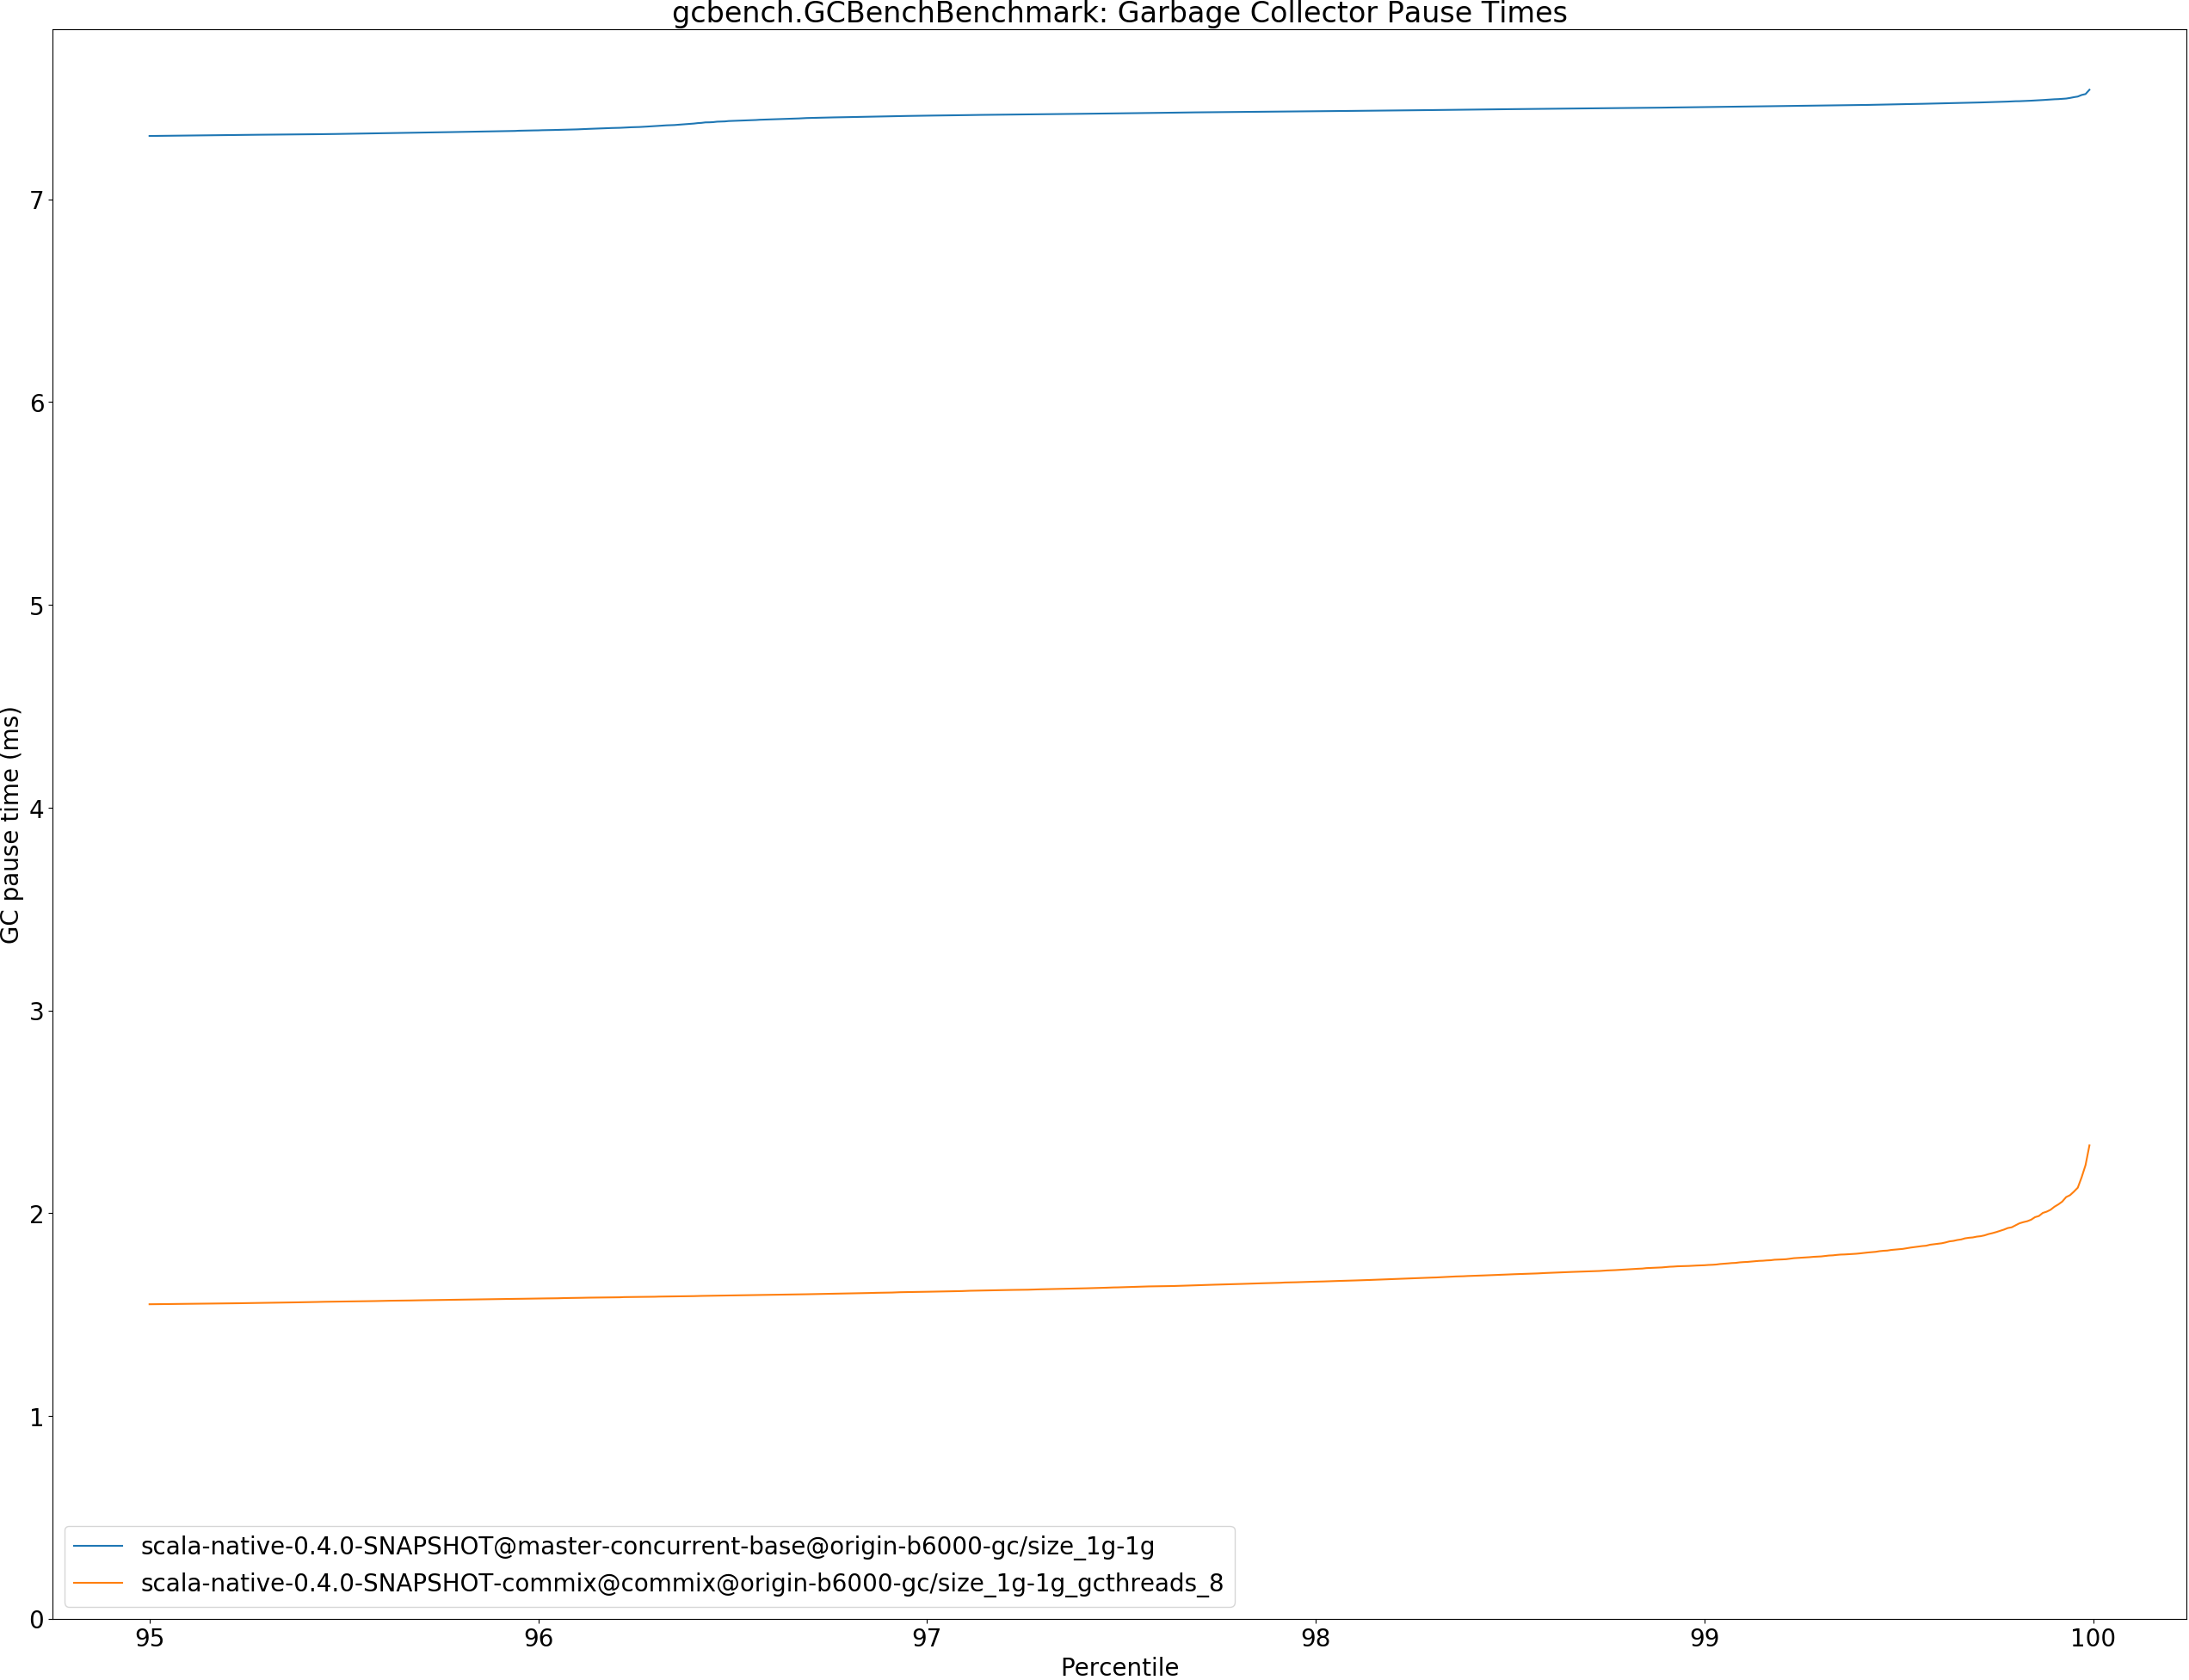 gcbench.GCBenchBenchmark: Garbage Collector Pause Times
GC pause time (ms)
7
6
5
4
3
2
1
0
scala-native-0.4.0-SNAPSHOT@master-concurrent-base@origin-b6000-gc/size_1g-1g
scala-native-0.4.0-SNAPSHOT-commix@commix@origin-b6000-gc/size_1g-1g_gcthreads_8
95 96 97 98 99 100
Percentile